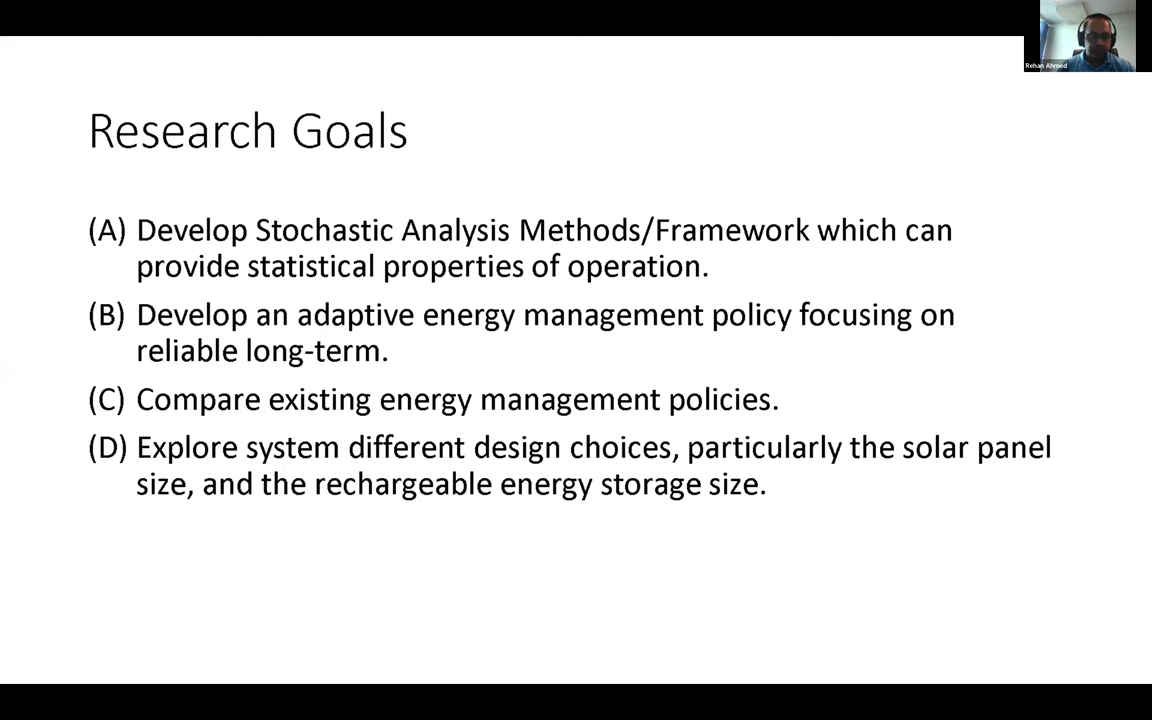 Rehan Ahmed
Research Goals
(A) Develop Stochastic Analysis Methods/Framework which can
provide statistical properties of operation.
(B) Develop an adaptive energy management policy focusing on
reliable long-term.
(C) Compare existing energy management policies.
(D) Explore system different design choices, particularly the solar panel
size, and the rechargeable energy storage size.